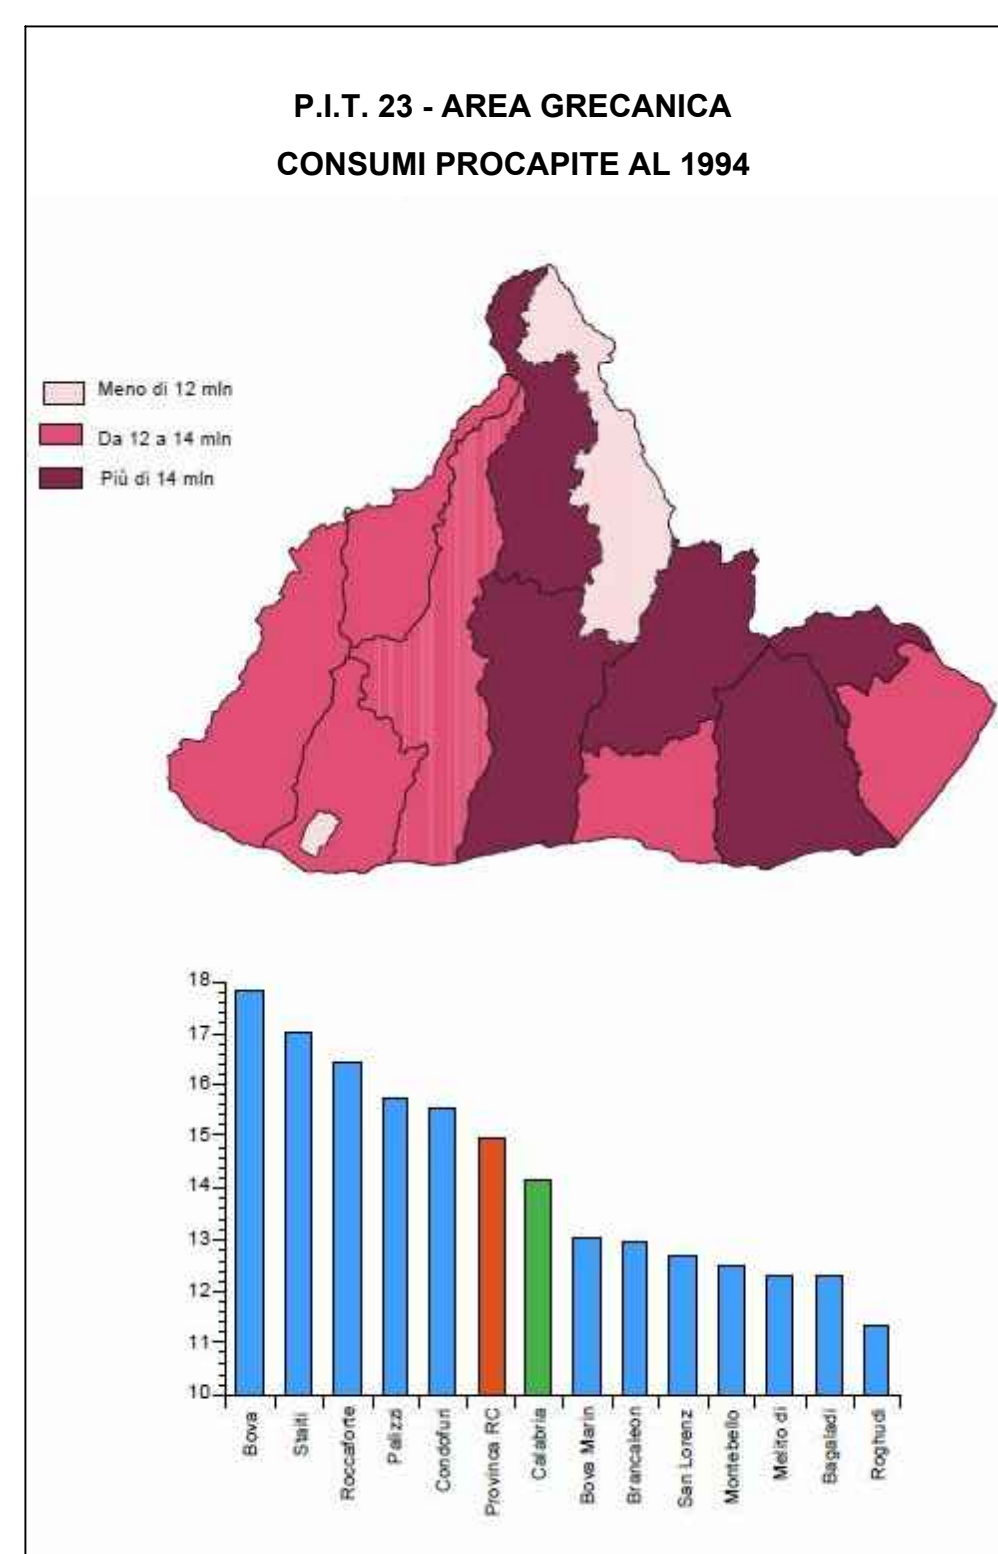 P.I.T. 23 - AREA GRECANICA
CONSUMI PROCAPITE AL 1994
Meno di 12 mln
Da 12 a 14 mln
Più di 14 mln
18
17
16
15
14
13
12
11
10
Bova
Staiti
Roccaforte
Palizzi
Condofuri
Provinca RC
Calabria
Bova Marin
Brancaleon
San Lorenz
Montebello
Melito di
Bagaladi
Roghudi